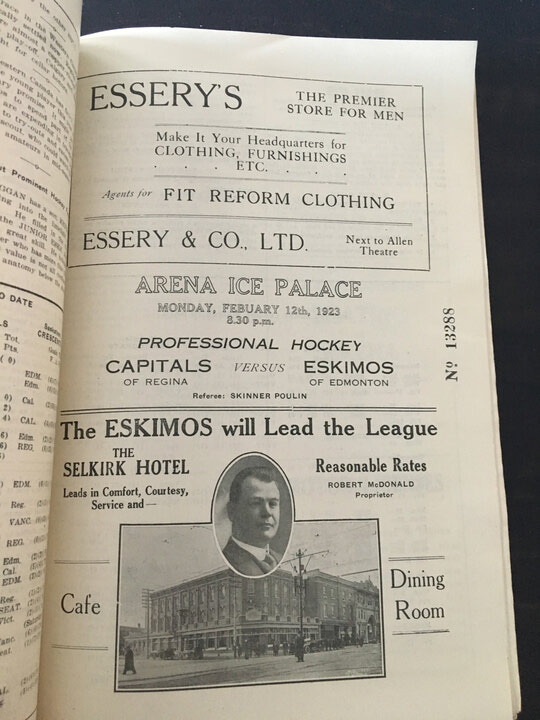 ESSERY'S
THE PREMIER
STORE FOR MEN
Make It Your Headquarters for
CLOTHING, FURNISHINGS
. . . ETC. . . .
Agents for FIT REFORM CLOTHING
ESSERY & CO., LTD.
Next to Allen
Theatre
ARENA ICE PALACE
MONDAY, FEBUARY 12th, 1923
8.30 p.m.
PROFESSIONAL HOCKEY
CAPITALS VERSUS ESKIMOS
OF REGINA OF EDMONTON
Referee: SKINNER POULIN
No 13288
The ESKIMOS will Lead the League
THE
SELKIRK HOTEL
Leads in Comfort, Courtesy,
Service and—
Reasonable Rates
ROBERT McDONALD
Proprietor
Cafe
Dining
Room